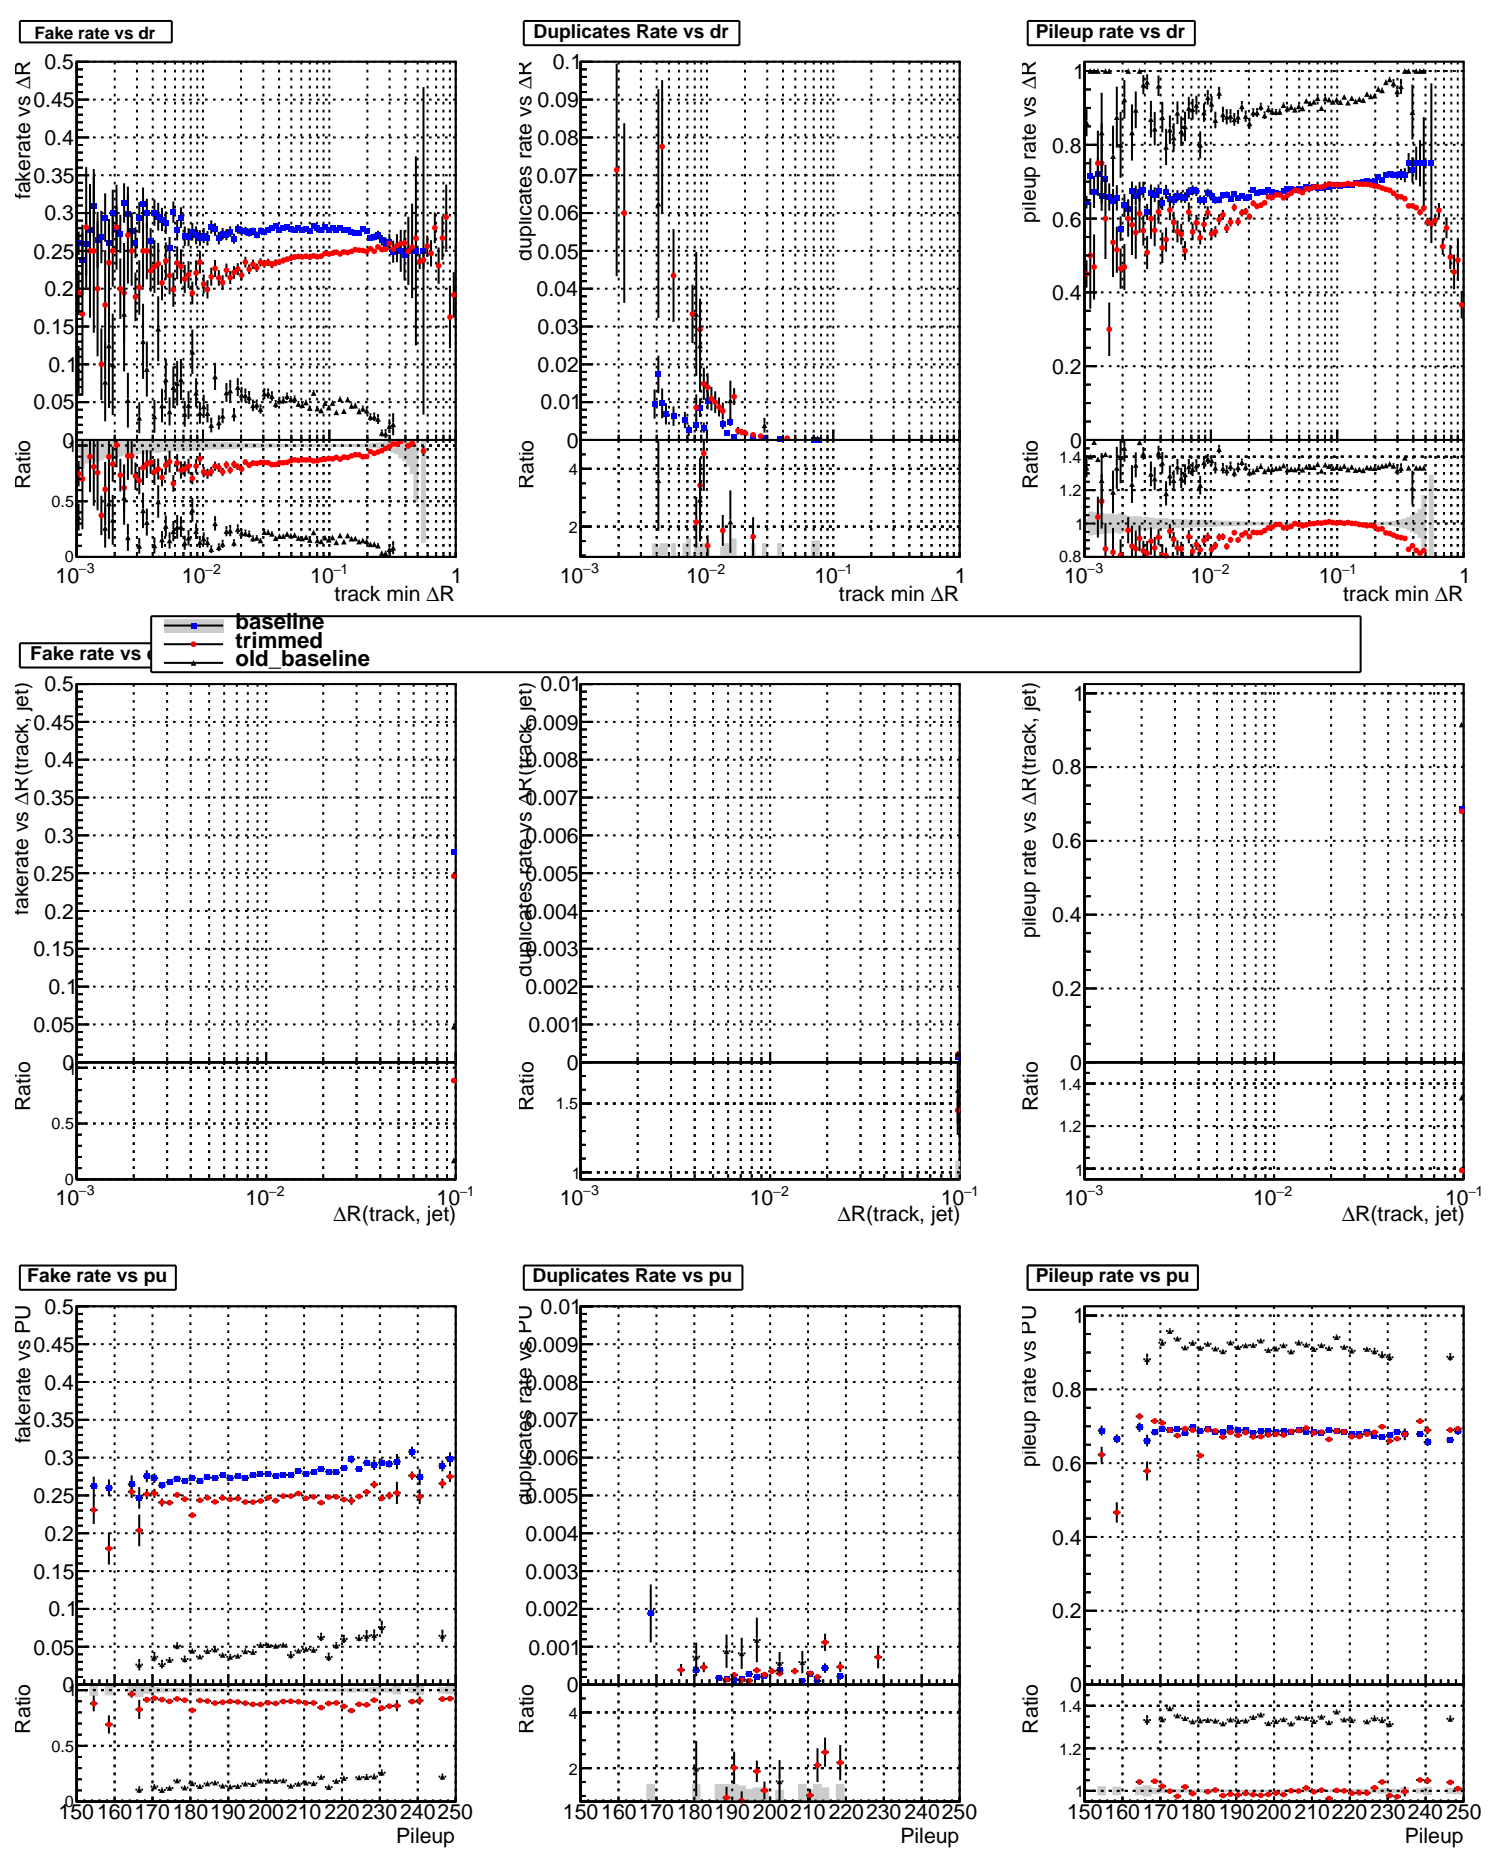 Fake rate vs dr
Duplicates Rate vs dr
Pileup rate vs dr
fakerate vs ΔR
0.5
0.45
0.4
0.35
0.3
0.25
0.2
0.15
0.1
0.05
0
Ratio
1
0.5
0
10⁻³ 10⁻² 10⁻¹ 1
track min ΔR
duplicates rate vs ΔR
0.1
0.09
0.08
0.07
0.06
0.05
0.04
0.03
0.02
0.01
0
Ratio
4
2
10⁻³ 10⁻² 10⁻¹ 1
track min ΔR
pileup rate vs ΔR
1
0.8
0.6
0.4
0.2
0
Ratio
1.4
1.2
1
0.8
10⁻³ 10⁻² 10⁻¹ 1
track min ΔR
baseline
trimmed
old_baseline
Fake rate vs
fakerate vs ΔR(track, jet)
0.5
0.45
0.4
0.35
0.3
0.25
0.2
0.15
0.1
0.05
0
Ratio
1
0.5
0
10⁻³ 10⁻² 10⁻¹
ΔR(track, jet)
duplicates rate vs ΔR(track, jet)
0.01
0.009
0.008
0.007
0.006
0.005
0.004
0.003
0.002
0.001
0
Ratio
1.5
1
10⁻³ 10⁻² 10⁻¹
ΔR(track, jet)
pileup rate vs ΔR(track, jet)
1
0.8
0.6
0.4
0.2
0
Ratio
1.4
1.2
1
10⁻³ 10⁻² 10⁻¹
ΔR(track, jet)
Fake rate vs pu
Duplicates Rate vs pu
Pileup rate vs pu
fakerate vs PU
0.5
0.45
0.4
0.35
0.3
0.25
0.2
0.15
0.1
0.05
0
Ratio
1
0.5
0
150 160 170 180 190 200 210 220 230 240 250
Pileup
duplicates rate vs PU
0.01
0.009
0.008
0.007
0.006
0.005
0.004
0.003
0.002
0.001
0
Ratio
4
2
150 160 170 180 190 200 210 220 230 240 250
Pileup
pileup rate vs PU
1
0.8
0.6
0.4
0.2
0
Ratio
1.4
1.2
1
150 160 170 180 190 200 210 220 230 240 250
Pileup